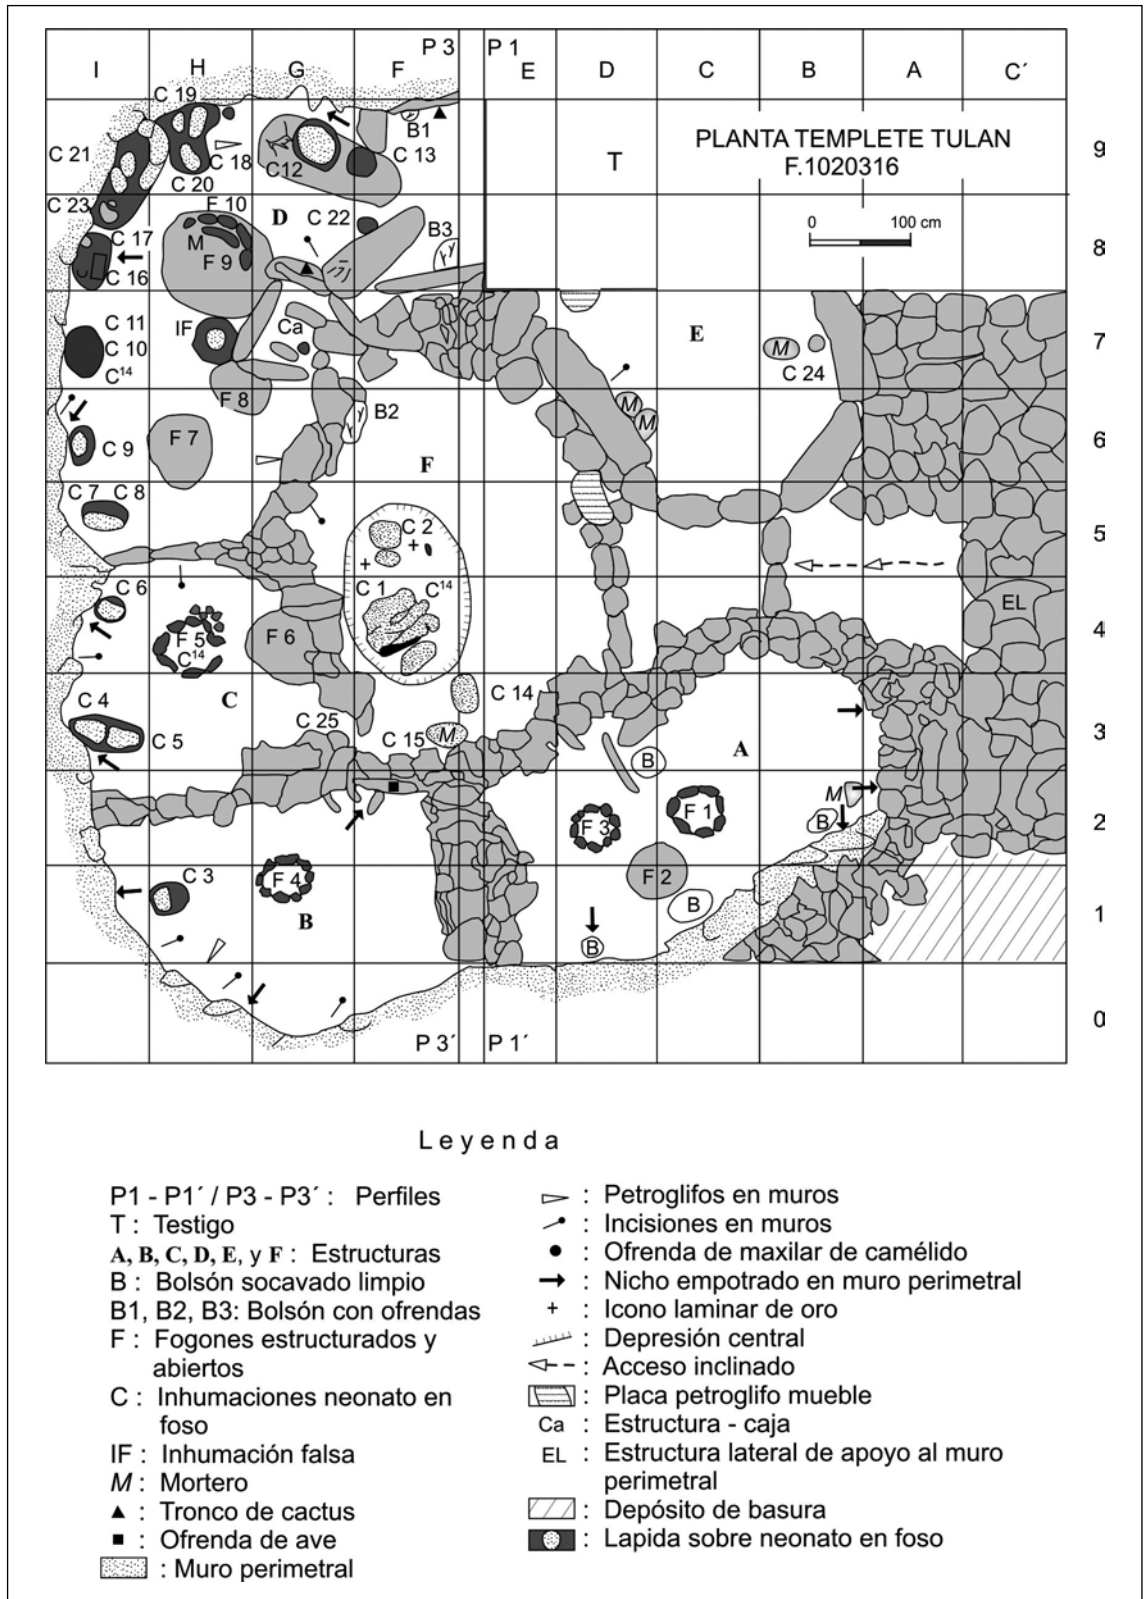 P 3 P 1
I H G F E D C B A C´
C 19
B1
PLANTA TEMPLETE TULAN
F.1020316
9
C 21
C 18
C12
C 13
T
C 20
C 23
F 10
D
C 22
B3
0 100 cm
C 17
M
F 9
8
C 16
C 11
IF
Ca
E
C 10
M
7
C 24
C¹⁴
F 8
B2
M
M
C 9
F 7
F
6
C 7 C 8
C 2
5
C 6
C 1
C¹⁴
EL
F 5
F 6
4
C¹⁴
C 4
C
C 14
C 25
C 15
M
A
3
C 5
B
M
F 3
F 1
B
2
C 3
F 4
F 2
B
B
1
B
0
P 3´ P 1´
Leyenda
P1 - P1´ / P3 - P3´ : Perfiles
T : Testigo
A, B, C, D, E, y F : Estructuras
B : Bolsón socavado limpio
B1, B2, B3: Bolsón con ofrendas
F : Fogones estructurados y
abiertos
C : Inhumaciones neonato en
foso
IF : Inhumación falsa
M : Mortero
▲ : Tronco de cactus
■ : Ofrenda de ave
: Muro perimetral
: Petroglifos en muros
: Incisiones en muros
● : Ofrenda de maxilar de camélido
➞ : Nicho empotrado en muro perimetral
+ : Icono laminar de oro
: Depresión central
: Acceso inclinado
: Placa petroglifo mueble
Ca : Estructura - caja
EL : Estructura lateral de apoyo al muro
perimetral
: Depósito de basura
: Lapida sobre neonato en foso